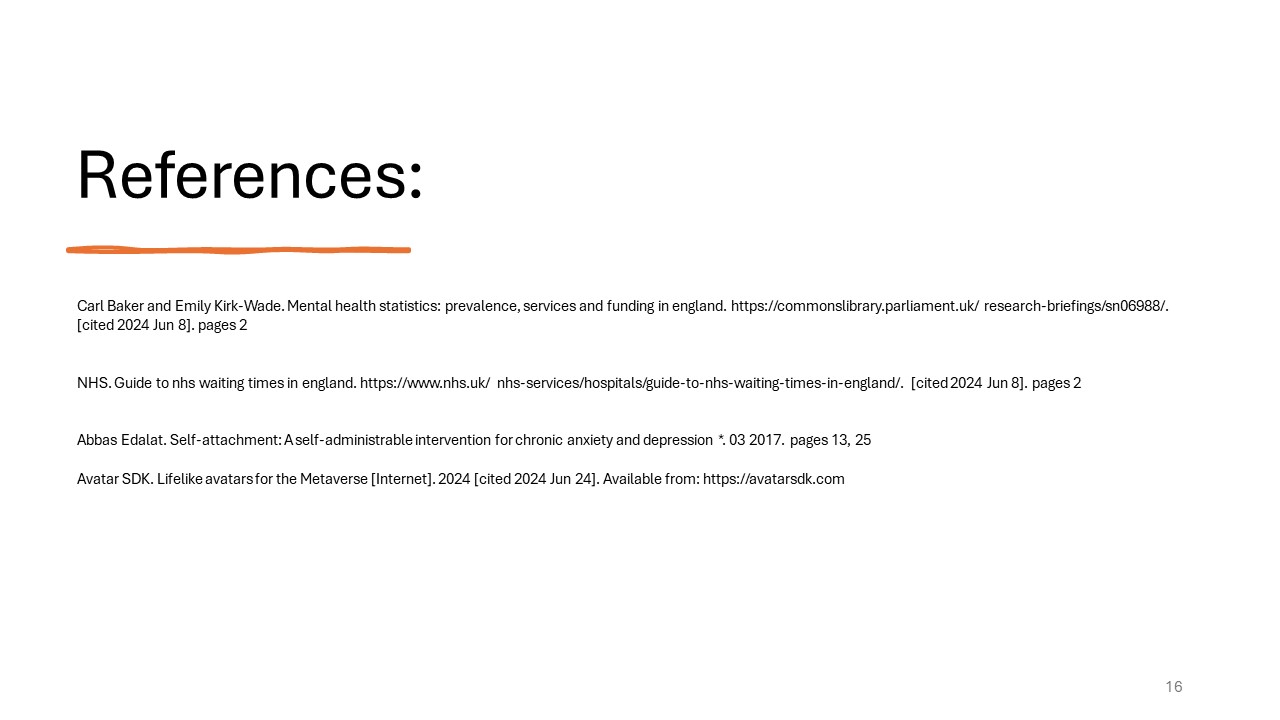 References:
Carl Baker and Emily Kirk-Wade. Mental health statistics: prevalence, services and funding in england. https://commonslibrary.parliament.uk/ research-briefings/sn06988/.
[cited 2024 Jun 8]. pages 2
NHS. Guide to nhs waiting times in england. https://www.nhs.uk/ nhs-services/hospitals/guide-to-nhs-waiting-times-in-england/. [cited 2024 Jun 8]. pages 2
Abbas Edalat. Self-attachment: A self-administrable intervention for chronic anxiety and depression *. 03 2017. pages 13, 25
Avatar SDK. Lifelike avatars for the Metaverse [Internet]. 2024 [cited 2024 Jun 24]. Available from: https://avatarsdk.com
16